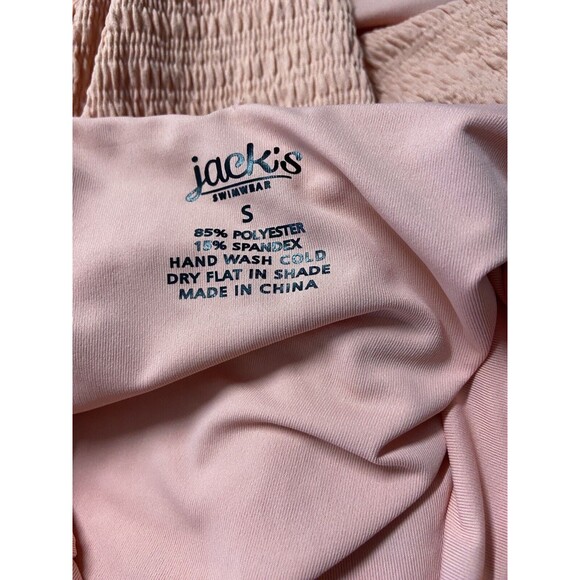 jack's
SWIMWEAR
S
85% POLYESTER
15% SPANDEX
HAND WASH COLD
DRY FLAT IN SHADE
MADE IN CHINA